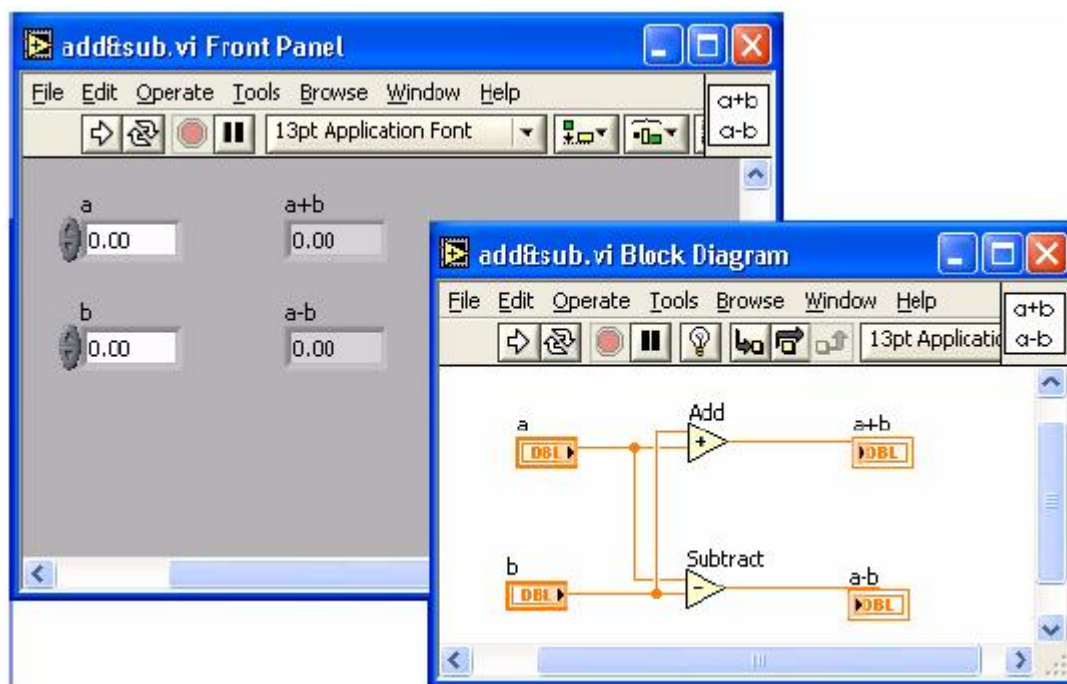 add&sub.vi Front Panel
File Edit Operate Tools Browse Window Help
13pt Application Font
a+b
a-b
a
0.00
a+b
0.00
b
0.00
a-b
0.00
add&sub.vi Block Diagram
File Edit Operate Tools Browse Window Help
13pt Applicatio
a+b
a-b
a
DBL
Add
+
a+b
DBL
b
DBL
Subtract
-
a-b
DBL